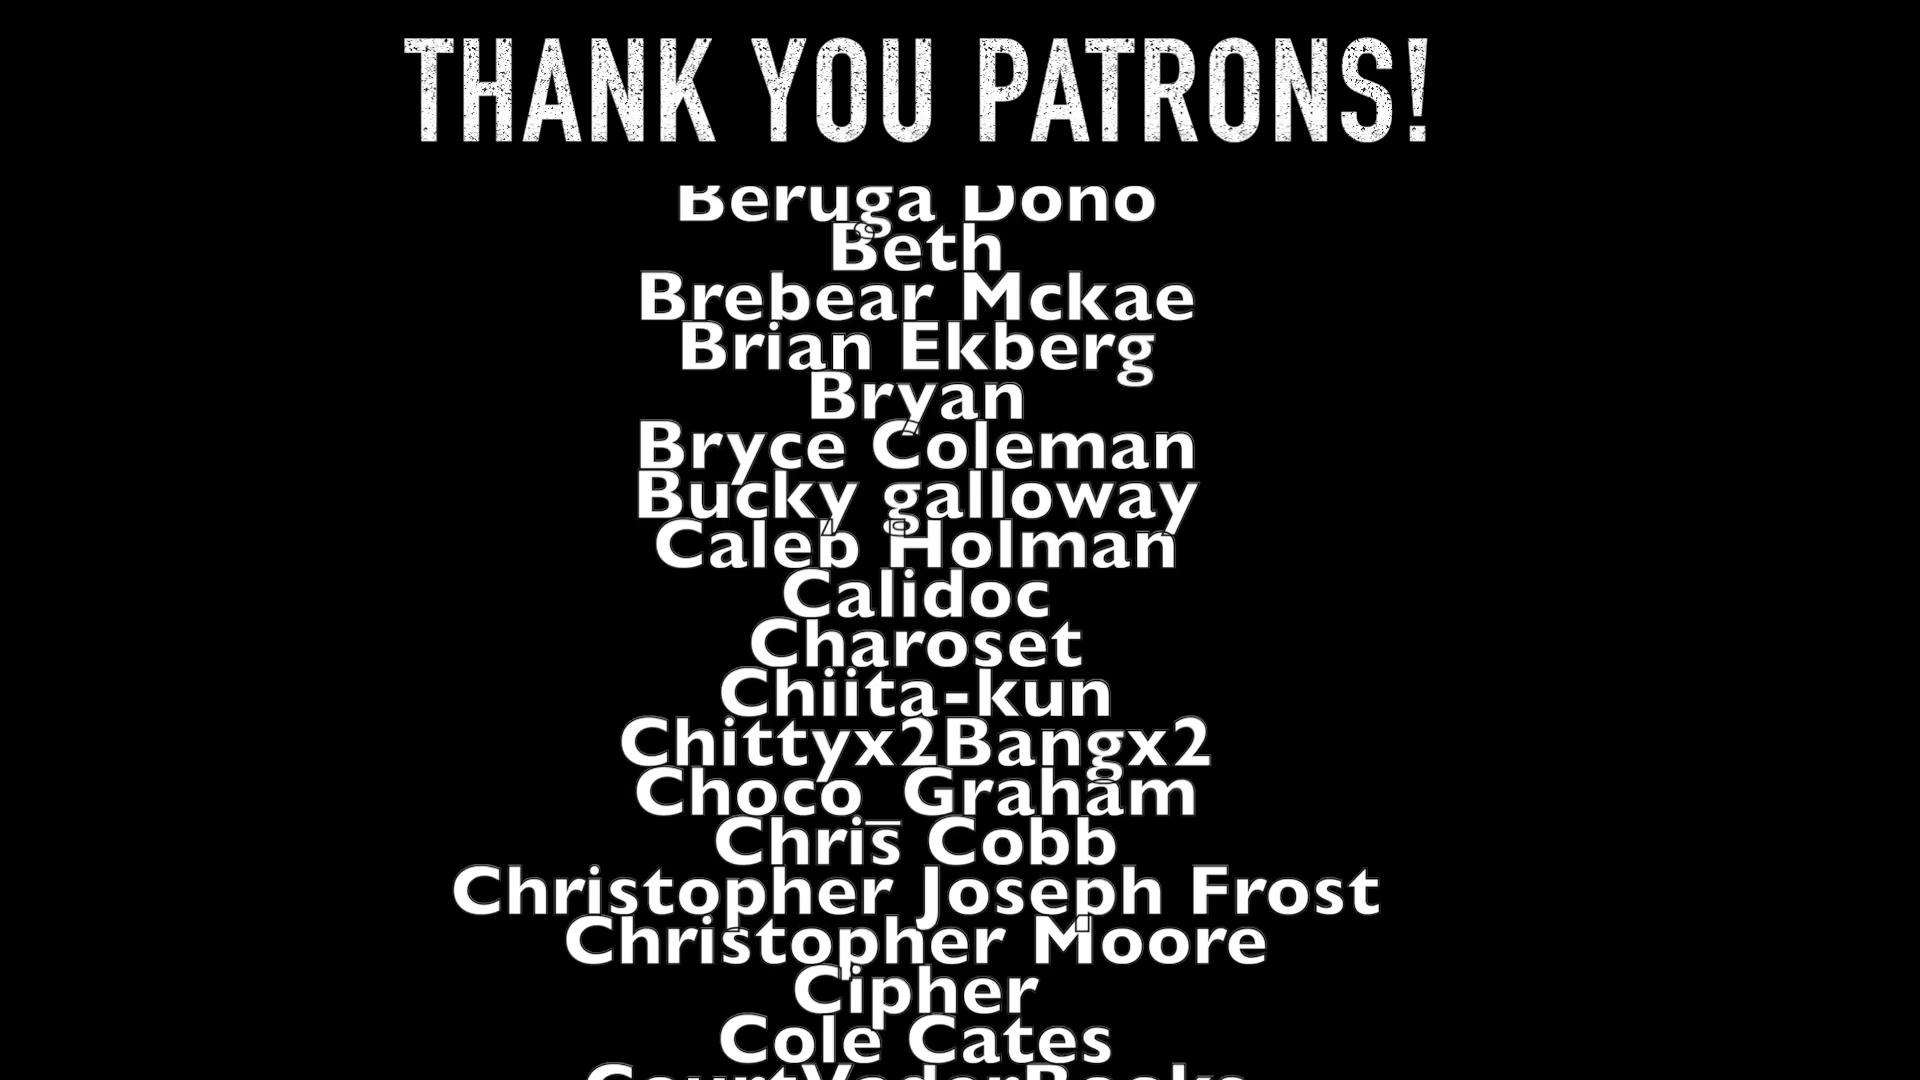 THANK YOU PATRONS!
Beruga Dono
Beth
Brebear Mckae
Brian Ekberg
Bryan
Bryce Coleman
Bucky galloway
Caleb Holman
Calidoc
Charoset
Chiita-kun
Chittyx2Bangx2
Choco_Graham
Chris Cobb
Christopher Joseph Frost
Christopher Moore
Cipher
Cole Cates